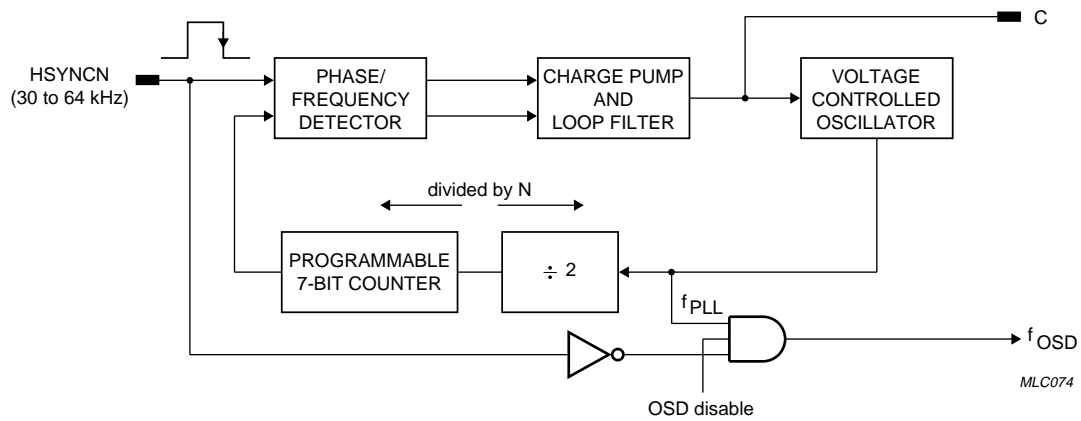 C
HSYNCN
(30 to 64 kHz)
PHASE/
FREQUENCY
DETECTOR
CHARGE PUMP
AND
LOOP FILTER
VOLTAGE
CONTROLLED
OSCILLATOR
divided by N
PROGRAMMABLE
7-BIT COUNTER
÷ 2
fPLL
fOSD
MLC074
OSD disable